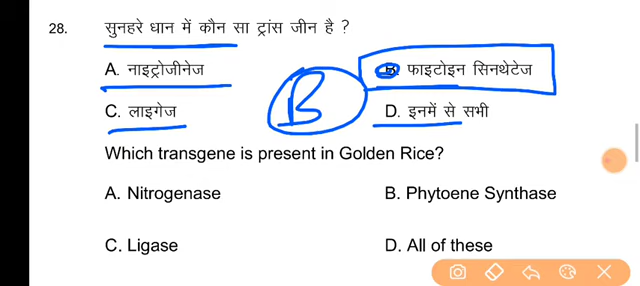 28. सुनहरे धान में कौन सा ट्रांस जीन है ?
A. नाइट्रोजीनेज B. फाइटोइन सिनथेटेज
B
C. लाइगेज D. इनमें से सभी
Which transgene is present in Golden Rice?
A. Nitrogenase B. Phytoene Synthase
C. Ligase D. All of these